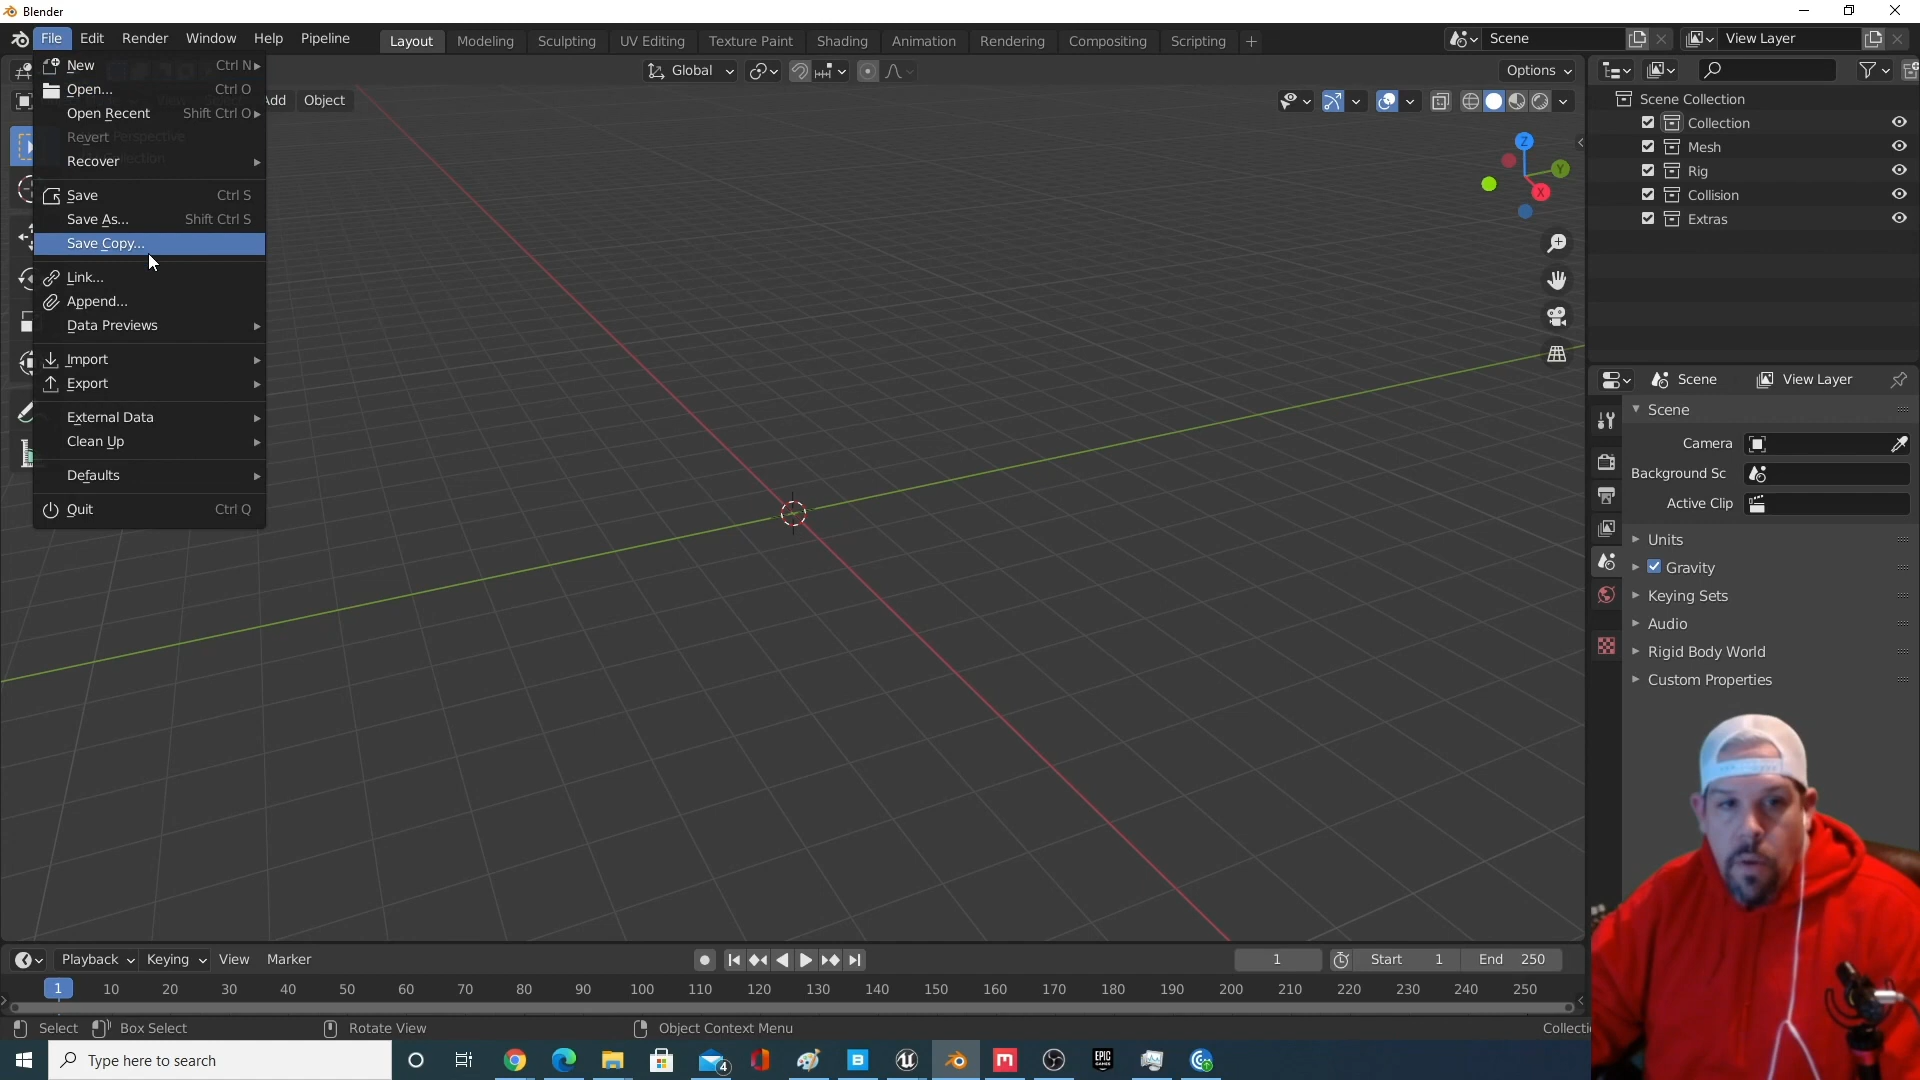 Blender
File Edit Render Window Help Pipeline
Layout Modeling Sculpting UV Editing Texture Paint Shading Animation Rendering Compositing Scripting +
Scene
View Layer
New Ctrl N
Open... Ctrl O
Open Recent Shift Ctrl O
Revert
Recover
Save Ctrl S
Save As... Shift Ctrl S
Save Copy...
Link...
Append...
Data Previews
Import
Export
External Data
Clean Up
Defaults
Quit Ctrl Q
Add Object
Perspective
Global
Options
Z
Y
X
Scene Collection
Collection
Mesh
Rig
Collision
Extras
Scene View Layer
Scene
Camera
Background Sc
Active Clip
Units
Gravity
Keying Sets
Audio
Rigid Body World
Custom Properties
Playback Keying View Marker
1 Start 1 End 250
1 10 20 30 40 50 60 70 80 90 100 110 120 130 140 150 160 170 180 190 200 210 220 230 240 250
Select Box Select Rotate View Object Context Menu Collecti
Type here to search
4
EPIC GAMES